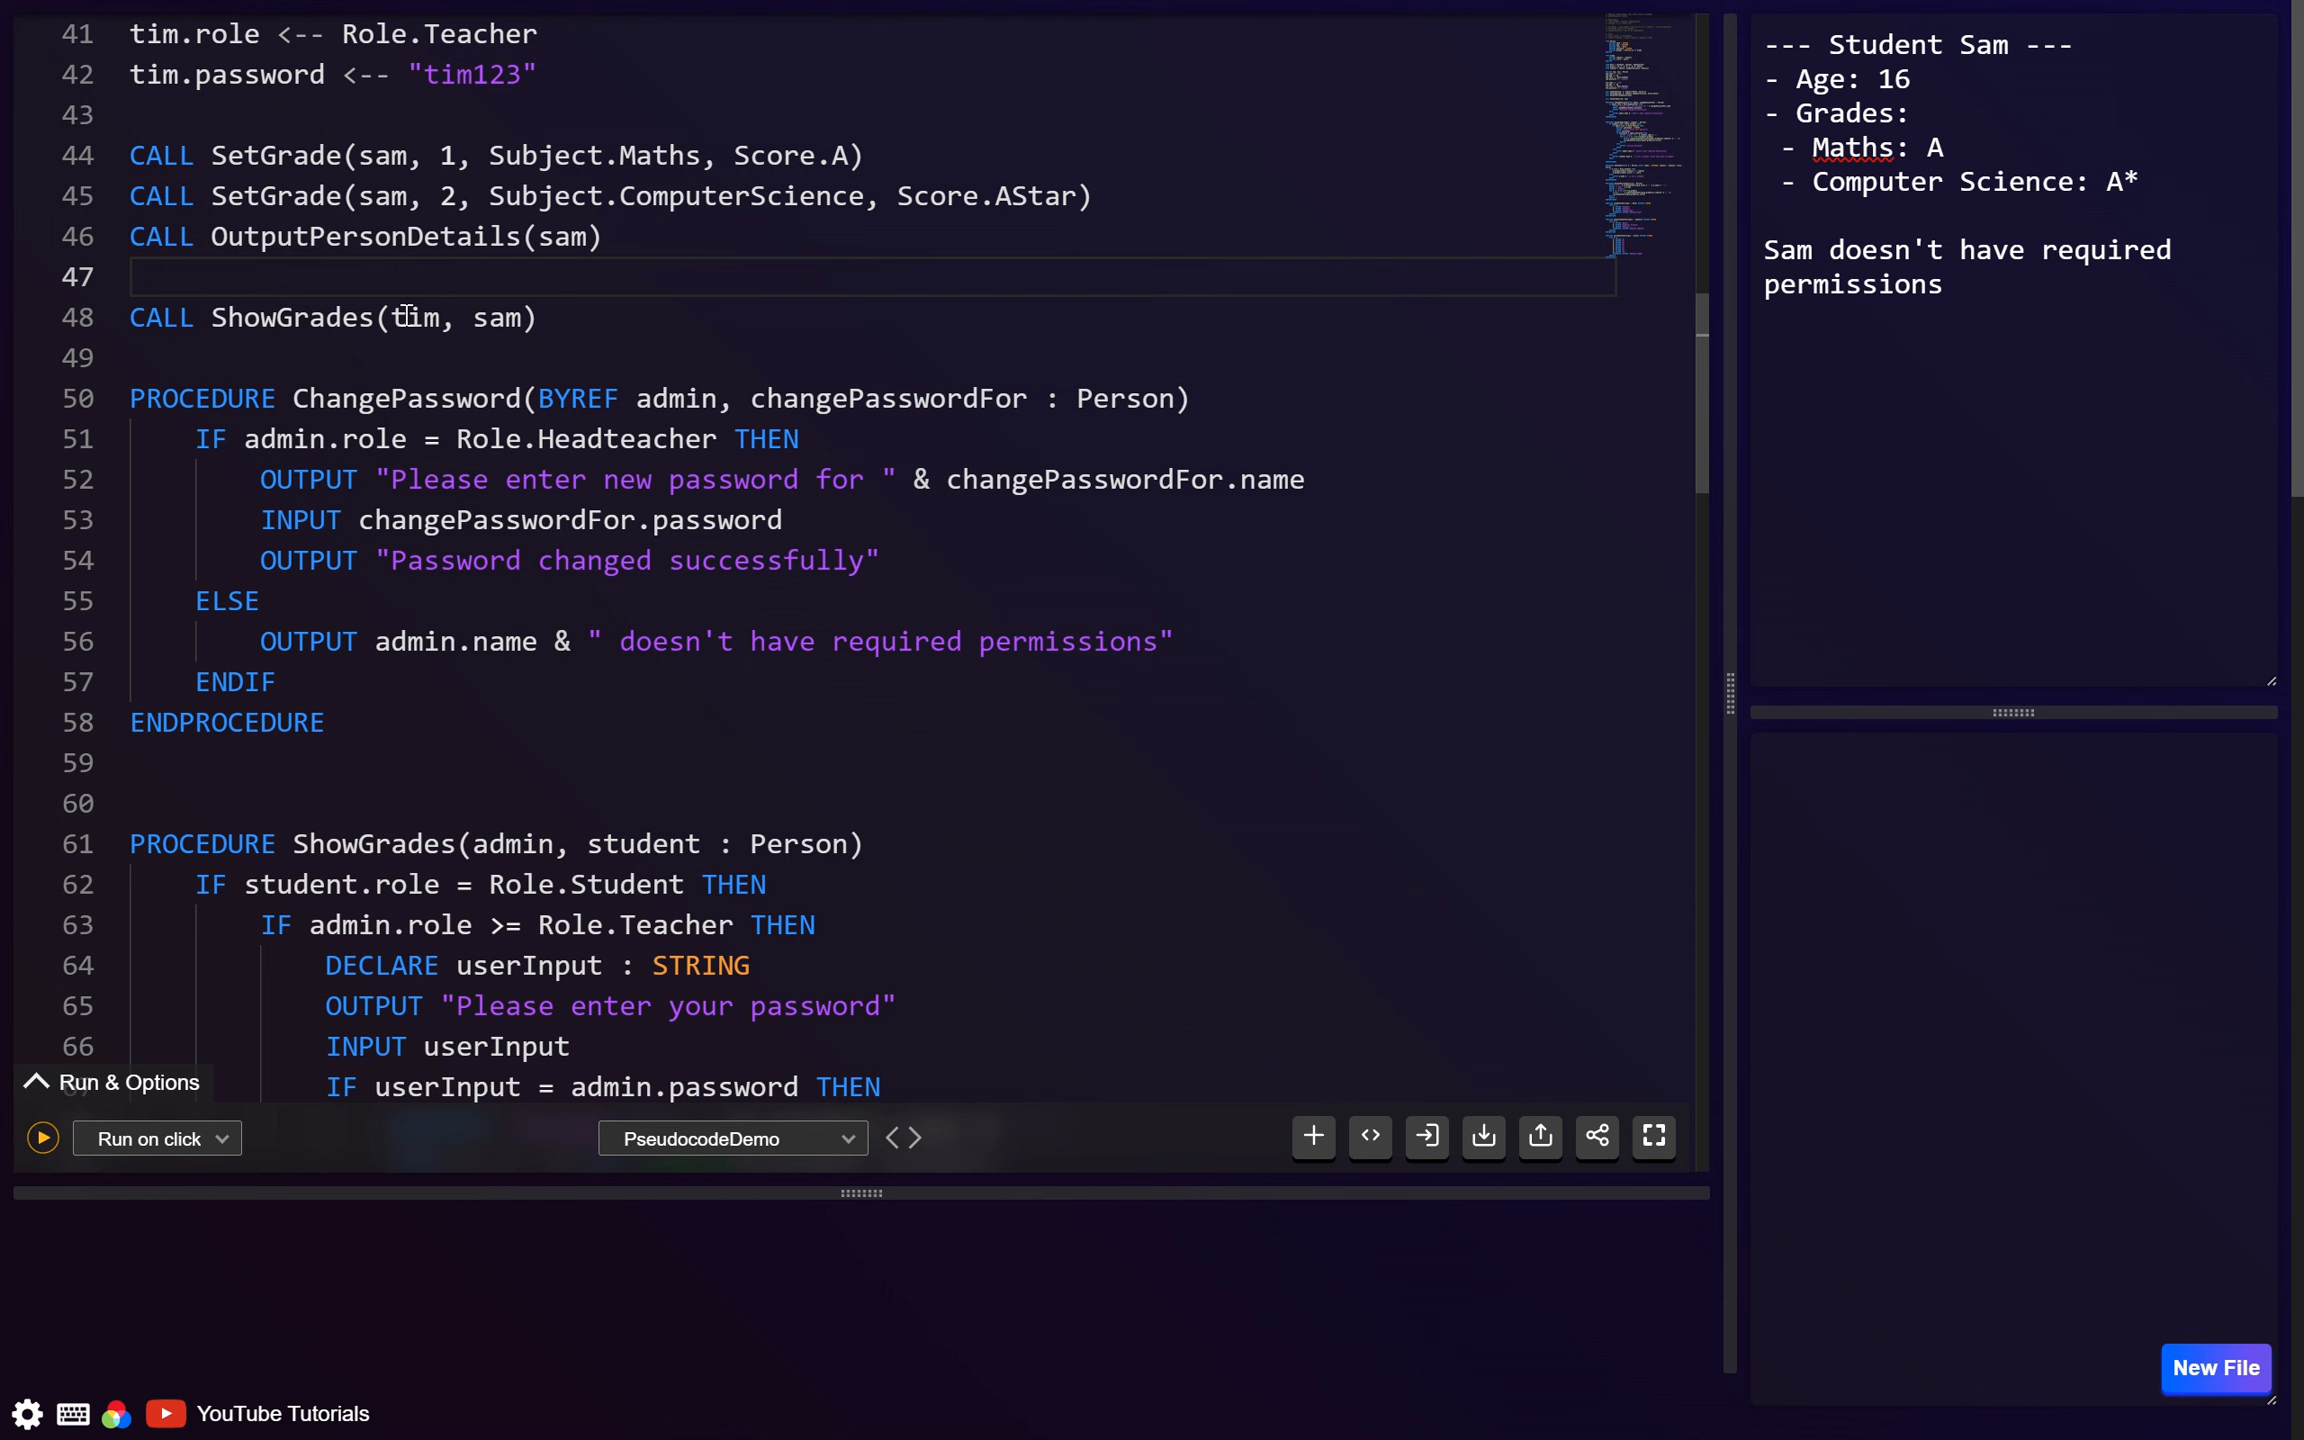 41 tim.role <-- Role.Teacher
42 tim.password <-- "tim123"
43
44 CALL SetGrade(sam, 1, Subject.Maths, Score.A)
45 CALL SetGrade(sam, 2, Subject.ComputerScience, Score.AStar)
46 CALL OutputPersonDetails(sam)
47
48 CALL ShowGrades(tim, sam)
49
50 PROCEDURE ChangePassword(BYREF admin, changePasswordFor : Person)
51 IF admin.role = Role.Headteacher THEN
52 OUTPUT "Please enter new password for " & changePasswordFor.name
53 INPUT changePasswordFor.password
54 OUTPUT "Password changed successfully"
55 ELSE
56 OUTPUT admin.name & " doesn't have required permissions"
57 ENDIF
58 ENDPROCEDURE
59
60
61 PROCEDURE ShowGrades(admin, student : Person)
62 IF student.role = Role.Student THEN
63 IF admin.role >= Role.Teacher THEN
64 DECLARE userInput : STRING
65 OUTPUT "Please enter your password"
66 INPUT userInput
IF userInput = admin.password THEN
Run & Options
Run on click
PseudocodeDemo
--- Student Sam ---
- Age: 16
- Grades:
- Maths: A
- Computer Science: A*
Sam doesn't have required
permissions
New File
YouTube Tutorials